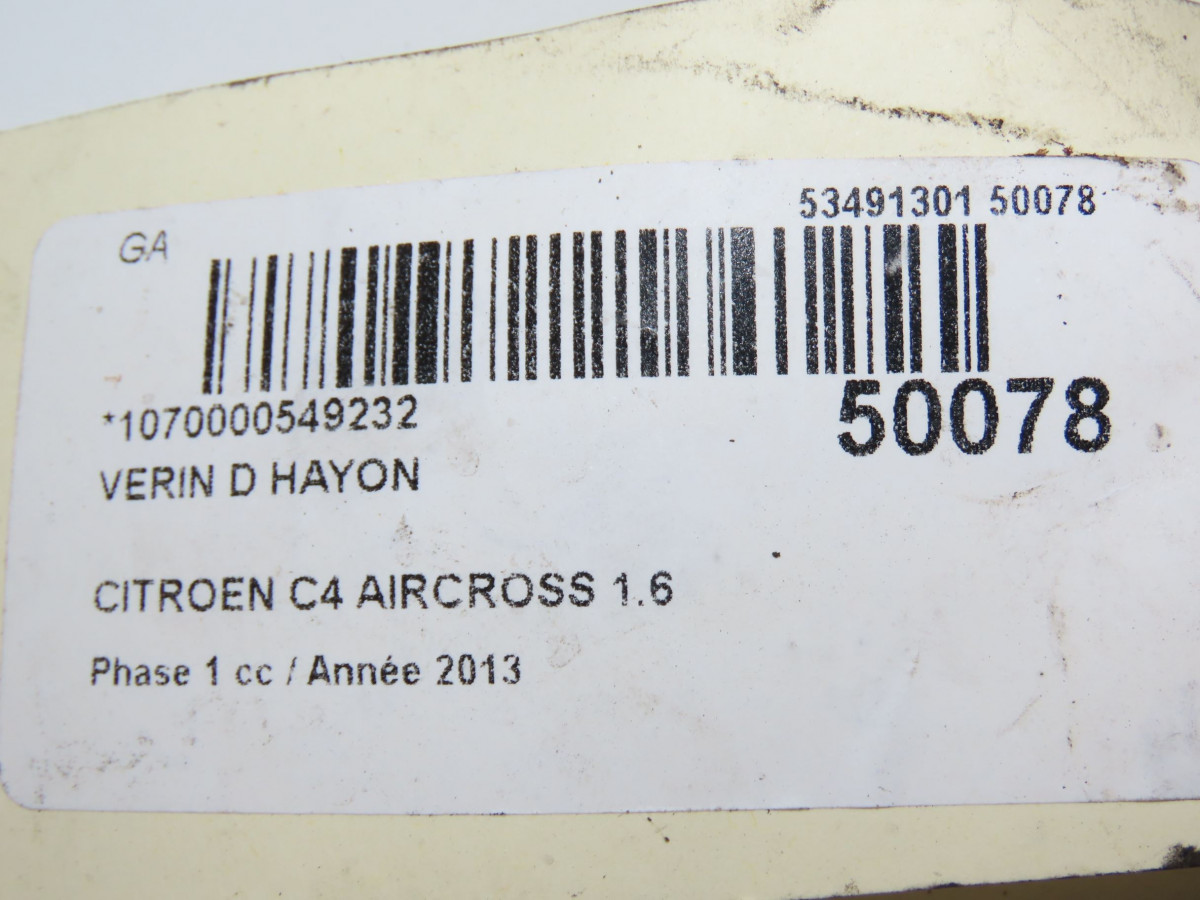 53491301 50078
GA
*1070000549232
50078
VERIN D HAYON
CITROEN C4 AIRCROSS 1.6
Phase 1 cc / Année 2013